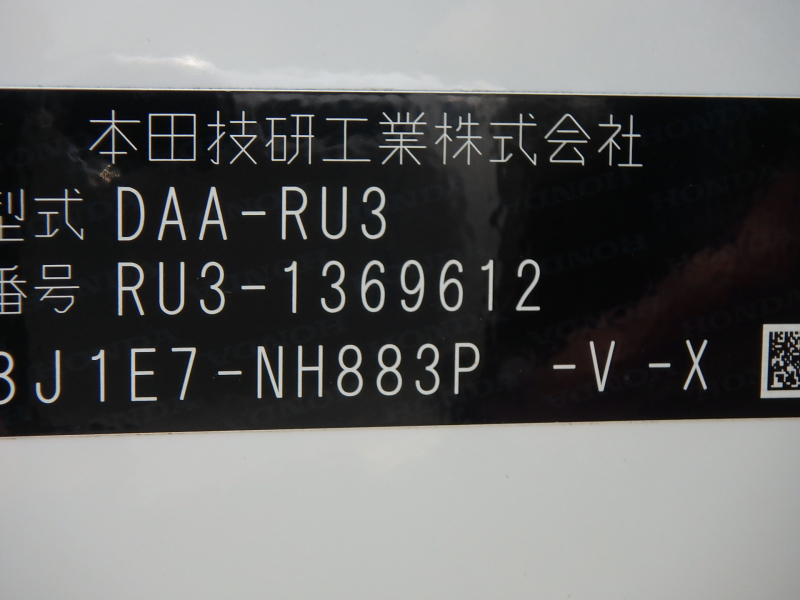 本田技研工業株式会社
型式 DAA-RU3
番号 RU3-1369612
3J1E7-NH883P -V -X